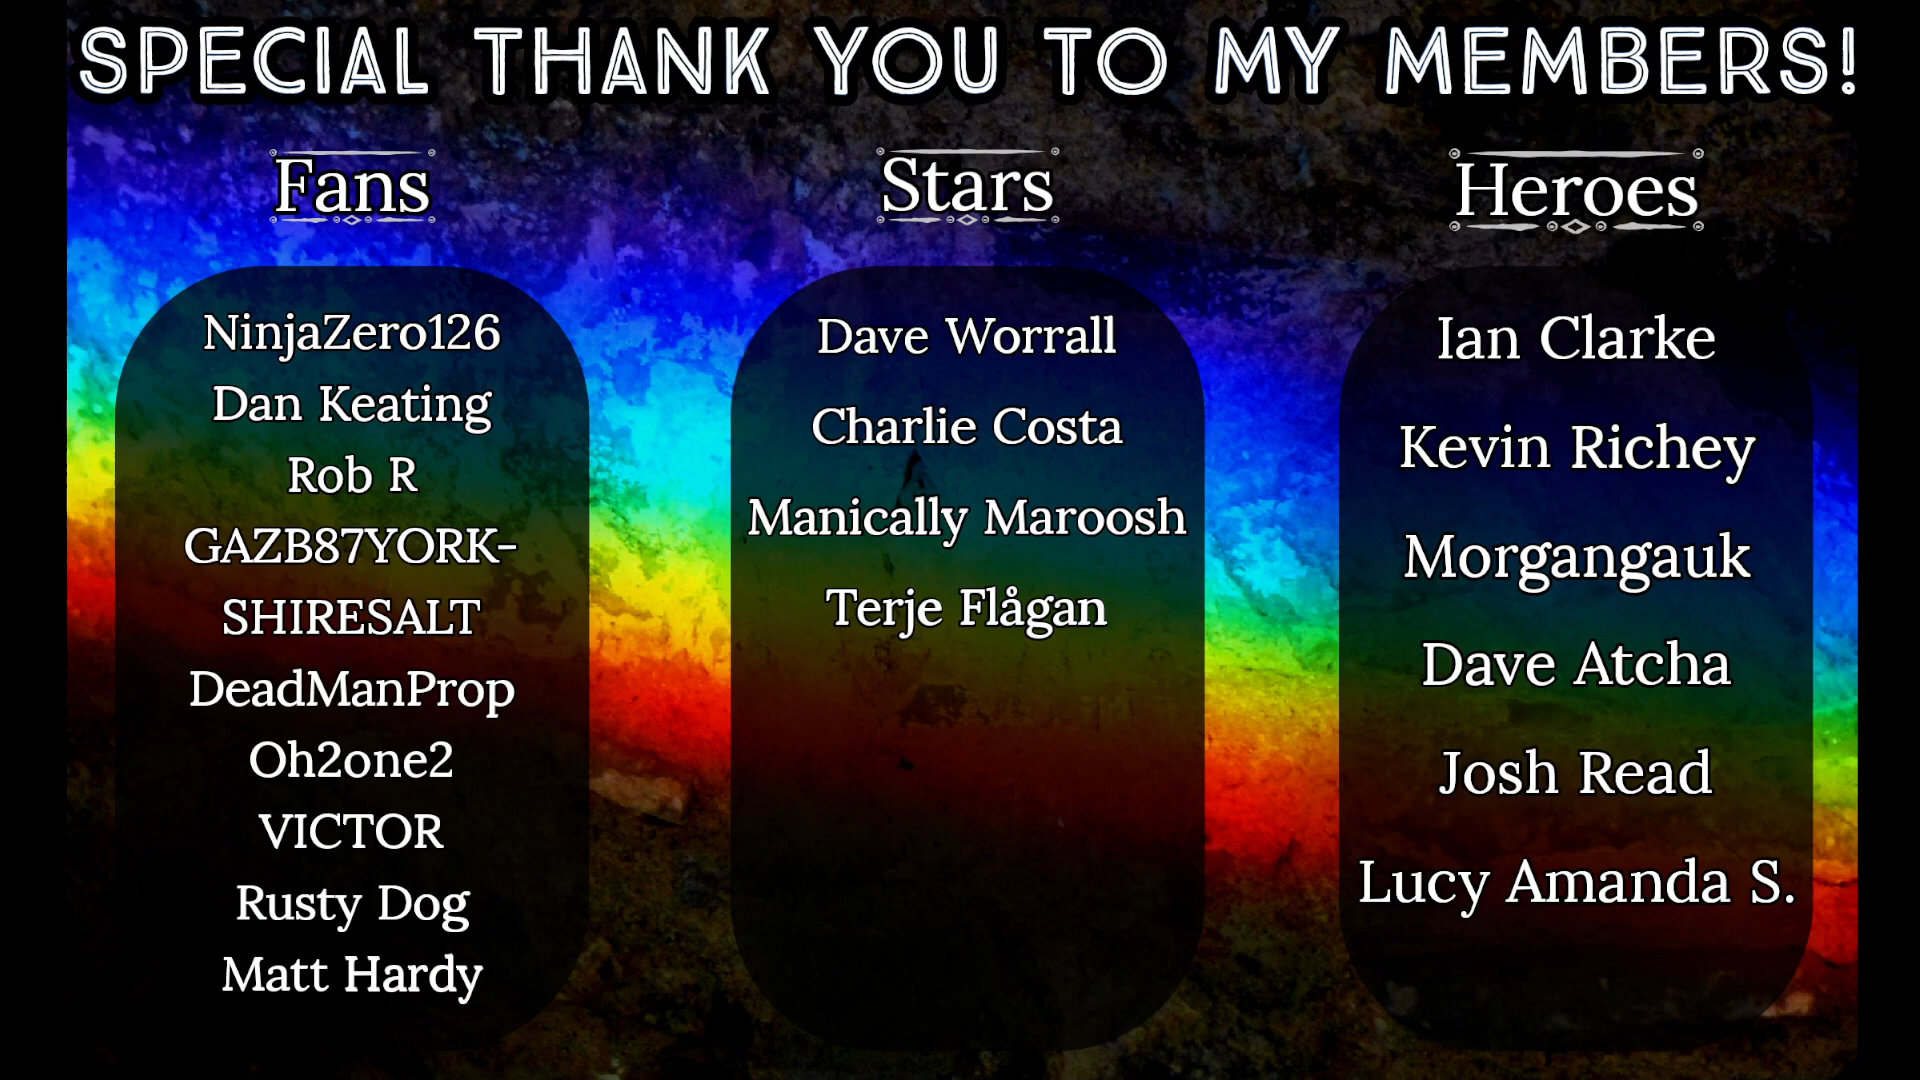 SPECIAL THANK YOU TO MY MEMBERS!
Fans
NinjaZero126
Dan Keating
Rob R
GAZB87YORK-
SHIRESALT
DeadManProp
Oh2one2
VICTOR
Rusty Dog
Matt Hardy
Stars
Dave Worrall
Charlie Costa
Manically Maroosh
Terje Flågan
Heroes
Ian Clarke
Kevin Richey
Morgangauk
Dave Atcha
Josh Read
Lucy Amanda S.